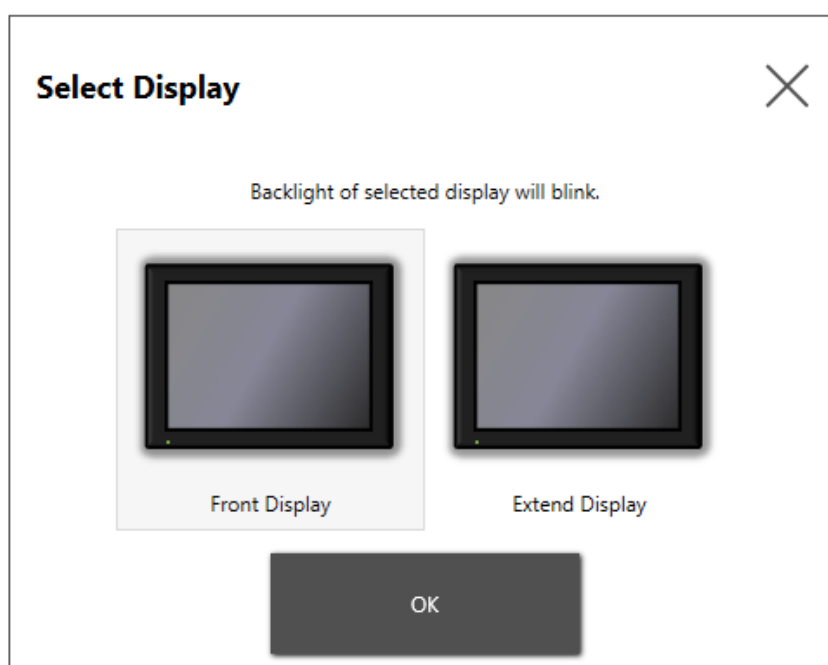 Select Display
Backlight of selected display will blink.
Front Display
Extend Display
OK